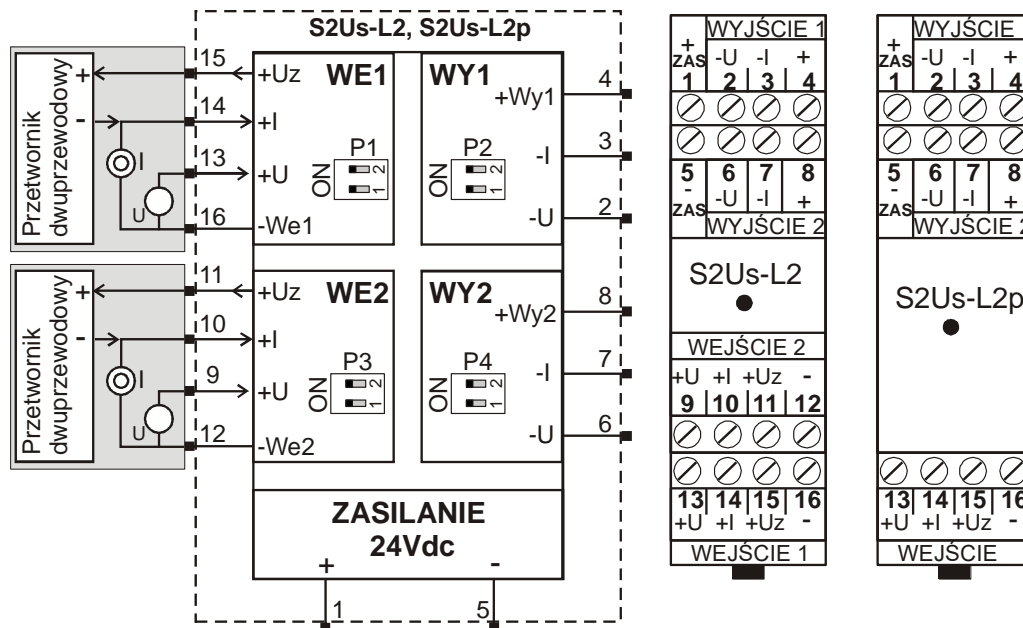 S2Us-L2, S2Us-L2p
Przetwornik
dwuprzewodowy
+
-
I
U
15
14
13
16
+Uz
+I
+U
-We1
WE1
P1
ON
2
1
WY1
+Wy1
-I
-U
P2
ON
2
1
4
3
2
Przetwornik
dwuprzewodowy
+
-
I
U
11
10
9
12
+Uz
+I
+U
-We2
WE2
P3
ON
2
1
WY2
+Wy2
-I
-U
P4
ON
2
1
8
7
6
ZASILANIE
24Vdc
+ -
1 5
WYJŚCIE 1
+ -U -I +
ZAS
1 2 3 4
5 6 7 8
- -U -I +
ZAS
WYJŚCIE 2
S2Us-L2
WEJŚCIE 2
+U +I +Uz -
9 10 11 12
13 14 15 16
+U +I +Uz -
WEJŚCIE 1
WYJŚCIE
+ -U -I +
ZAS
1 2 3 4
5 6 7 8
- -U -I +
ZAS
WYJŚCIE 2
S2Us-L2p
13 14 15 16
+U +I +Uz -
WEJŚCIE